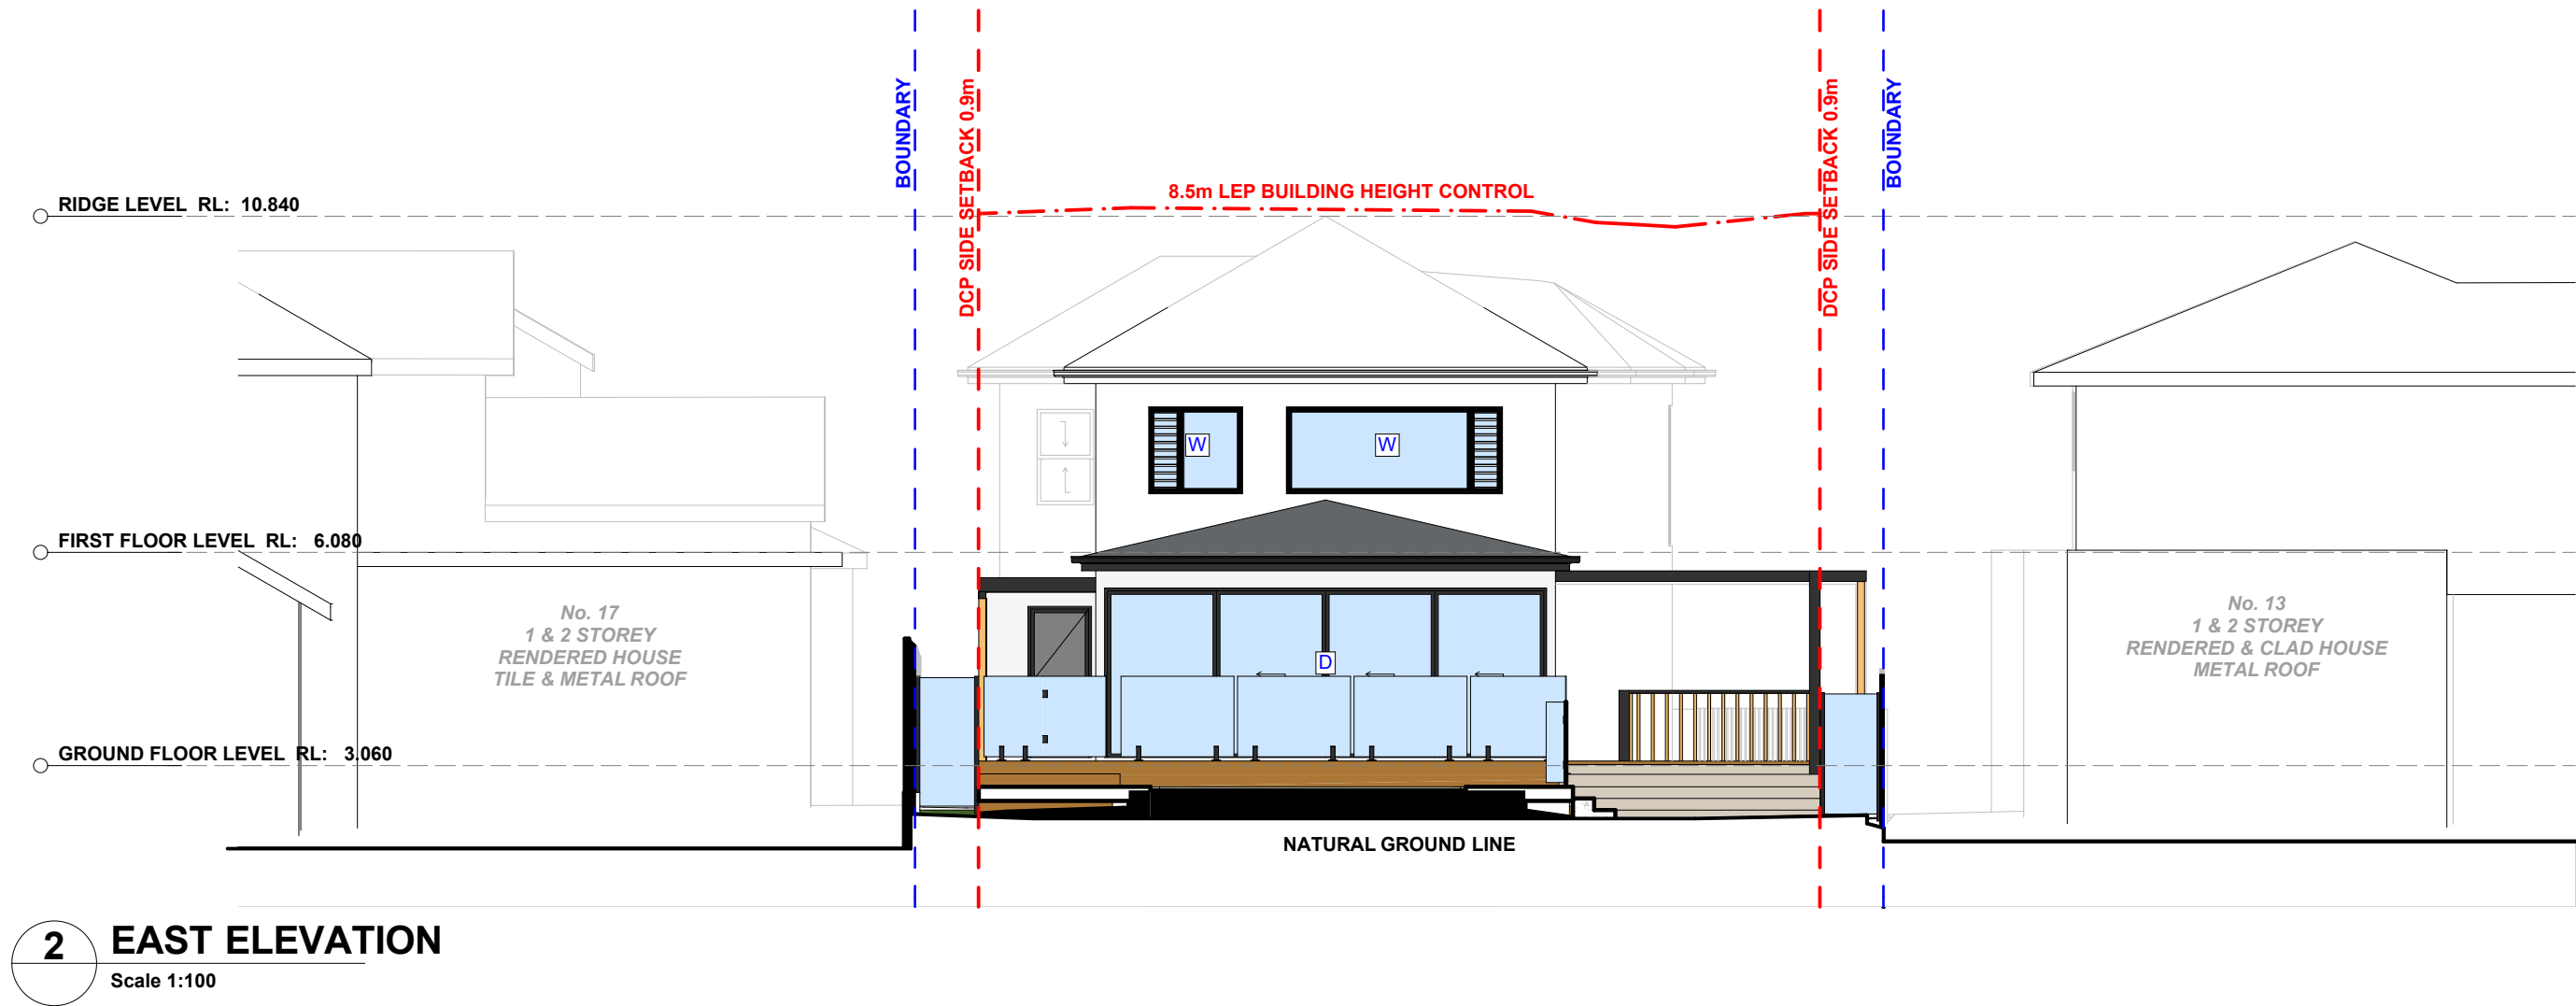 BOUNDARY
DCP SIDE SETBACK 0.9m
DCP SIDE SETBACK 0.9m
BOUNDARY
8.5m LEP BUILDING HEIGHT CONTROL
RIDGE LEVEL RL: 10.840
W
W
FIRST FLOOR LEVEL RL: 6.080
No. 17
1 & 2 STOREY
RENDERED HOUSE
TILE & METAL ROOF
No. 13
1 & 2 STOREY
RENDERED & CLAD HOUSE
METAL ROOF
D
GROUND FLOOR LEVEL RL: 3.060
NATURAL GROUND LINE
2
EAST ELEVATION
Scale 1:100